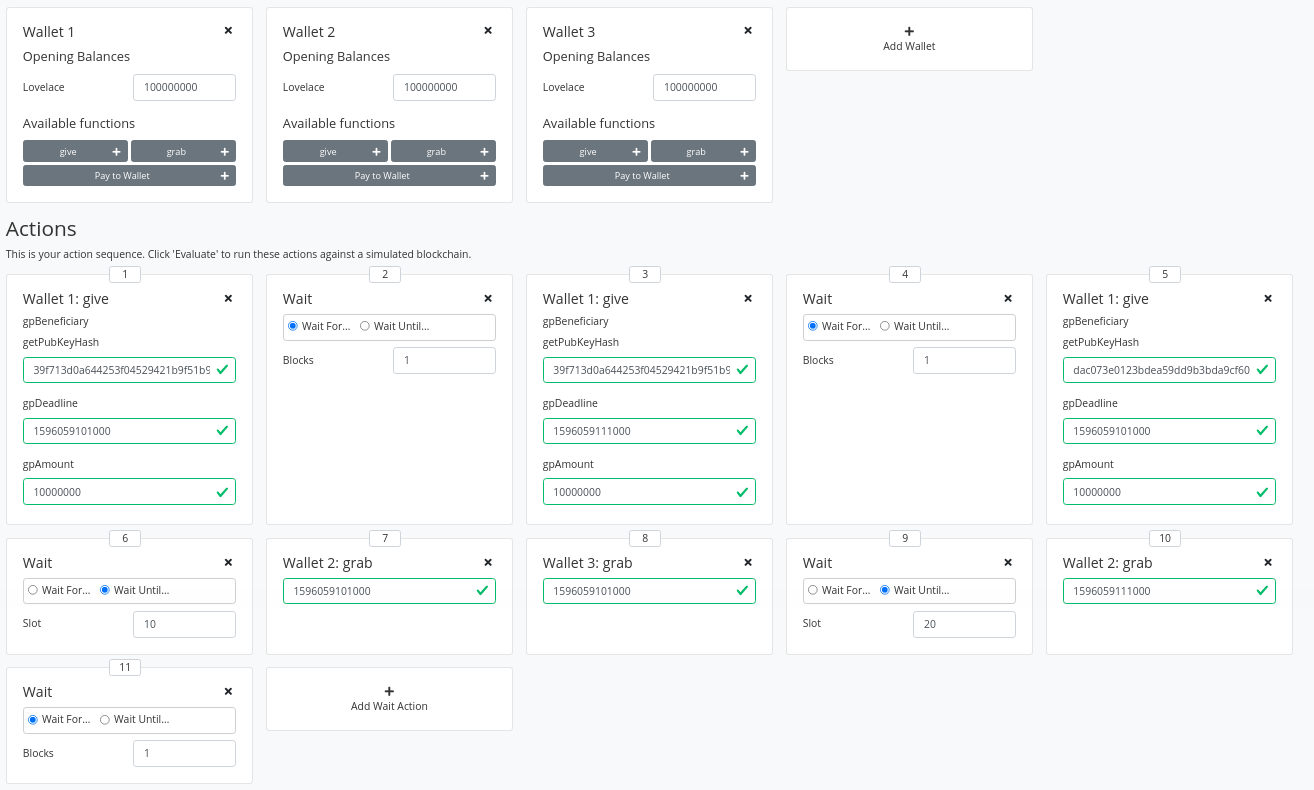 Wallet 1
Opening Balances
Lovelace 100000000
Available functions
give grab
Pay to Wallet
Wallet 2
Opening Balances
Lovelace 100000000
Available functions
give grab
Pay to Wallet
Wallet 3
Opening Balances
Lovelace 100000000
Available functions
give grab
Pay to Wallet
Add Wallet
Actions
This is your action sequence. Click 'Evaluate' to run these actions against a simulated blockchain.
1
Wallet 1: give
gpBeneficiary
getPubKeyHash
39f713d0a644253f04529421b9f51b9
gpDeadline
1596059101000
gpAmount
10000000
2
Wait
Wait For... Wait Until...
Blocks 1
3
Wallet 1: give
gpBeneficiary
getPubKeyHash
39f713d0a644253f04529421b9f51b9
gpDeadline
1596059111000
gpAmount
10000000
4
Wait
Wait For... Wait Until...
Blocks 1
5
Wallet 1: give
gpBeneficiary
getPubKeyHash
dac073e0123bdea59dd9b3bda9cf60
gpDeadline
1596059101000
gpAmount
10000000
6
Wait
Wait For... Wait Until...
Slot 10
7
Wallet 2: grab
1596059101000
8
Wallet 3: grab
1596059101000
9
Wait
Wait For... Wait Until...
Slot 20
10
Wallet 2: grab
1596059111000
11
Wait
Wait For... Wait Until...
Blocks 1
Add Wait Action